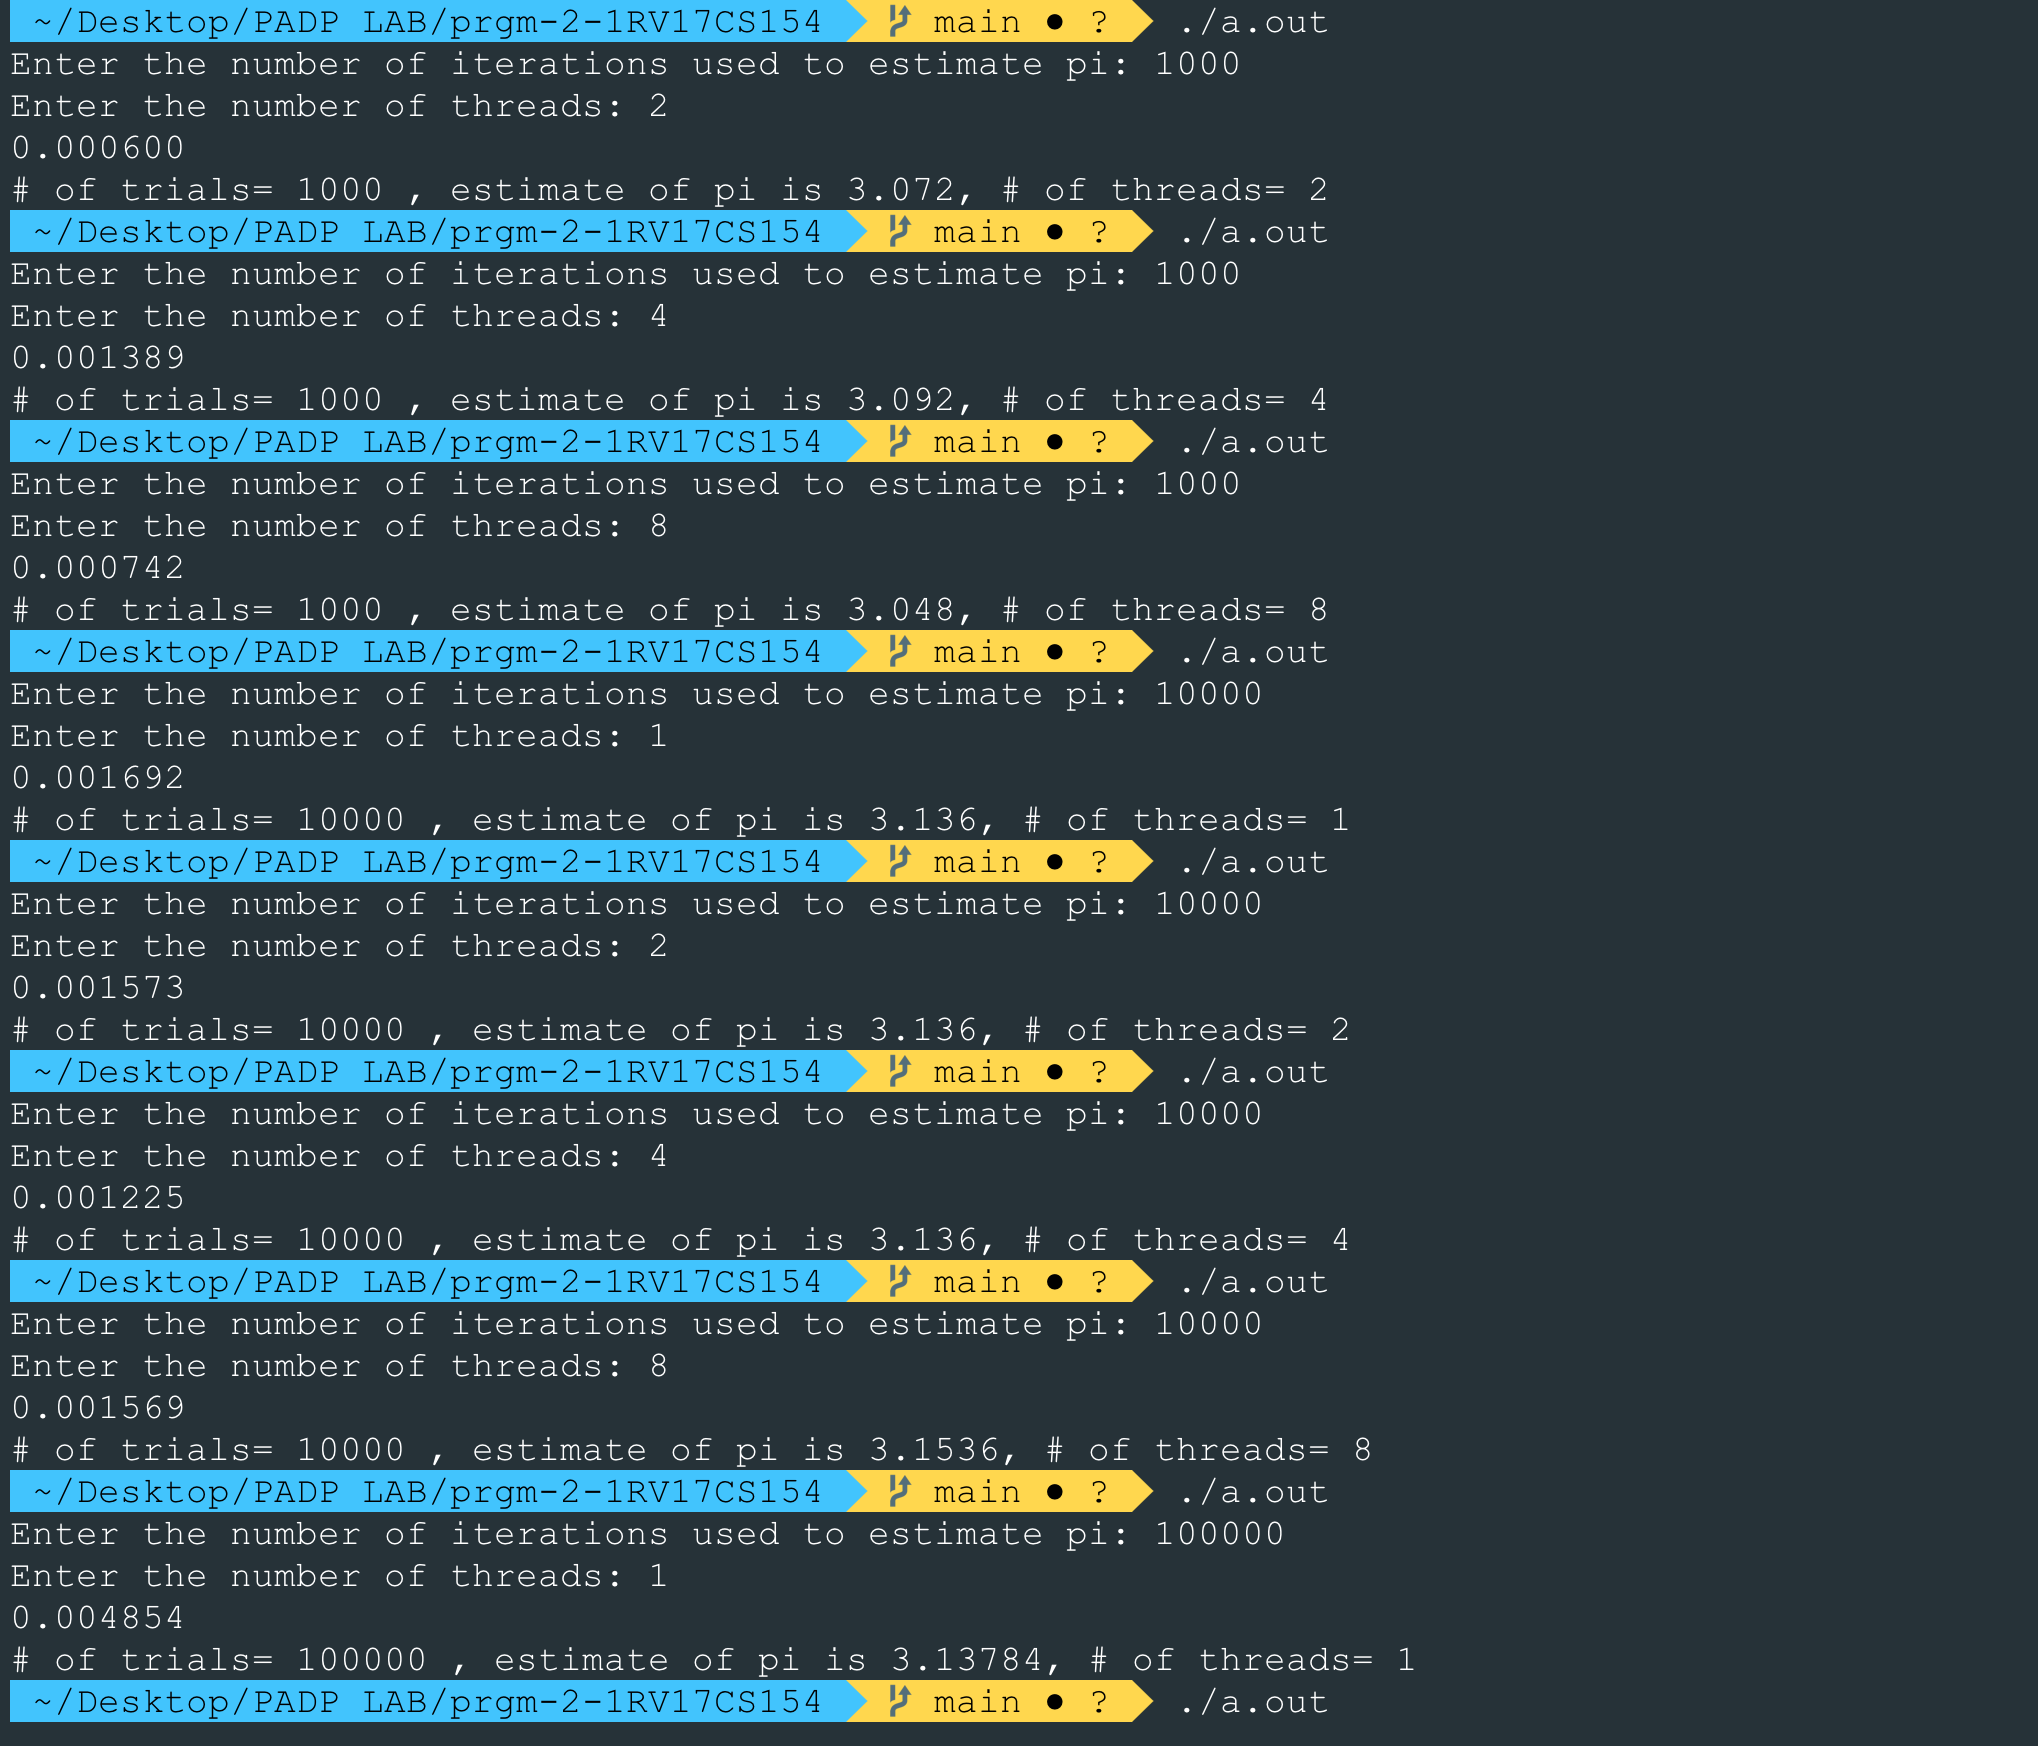 ~/Desktop/PADP LAB/prgm-2-1RV17CS154 main ● ? ./a.out
Enter the number of iterations used to estimate pi: 1000
Enter the number of threads: 2
0.000600
# of trials= 1000 , estimate of pi is 3.072, # of threads= 2
~/Desktop/PADP LAB/prgm-2-1RV17CS154 main ● ? ./a.out
Enter the number of iterations used to estimate pi: 1000
Enter the number of threads: 4
0.001389
# of trials= 1000 , estimate of pi is 3.092, # of threads= 4
~/Desktop/PADP LAB/prgm-2-1RV17CS154 main ● ? ./a.out
Enter the number of iterations used to estimate pi: 1000
Enter the number of threads: 8
0.000742
# of trials= 1000 , estimate of pi is 3.048, # of threads= 8
~/Desktop/PADP LAB/prgm-2-1RV17CS154 main ● ? ./a.out
Enter the number of iterations used to estimate pi: 10000
Enter the number of threads: 1
0.001692
# of trials= 10000 , estimate of pi is 3.136, # of threads= 1
~/Desktop/PADP LAB/prgm-2-1RV17CS154 main ● ? ./a.out
Enter the number of iterations used to estimate pi: 10000
Enter the number of threads: 2
0.001573
# of trials= 10000 , estimate of pi is 3.136, # of threads= 2
~/Desktop/PADP LAB/prgm-2-1RV17CS154 main ● ? ./a.out
Enter the number of iterations used to estimate pi: 10000
Enter the number of threads: 4
0.001225
# of trials= 10000 , estimate of pi is 3.136, # of threads= 4
~/Desktop/PADP LAB/prgm-2-1RV17CS154 main ● ? ./a.out
Enter the number of iterations used to estimate pi: 10000
Enter the number of threads: 8
0.001569
# of trials= 10000 , estimate of pi is 3.1536, # of threads= 8
~/Desktop/PADP LAB/prgm-2-1RV17CS154 main ● ? ./a.out
Enter the number of iterations used to estimate pi: 100000
Enter the number of threads: 1
0.004854
# of trials= 100000 , estimate of pi is 3.13784, # of threads= 1
~/Desktop/PADP LAB/prgm-2-1RV17CS154 main ● ? ./a.out